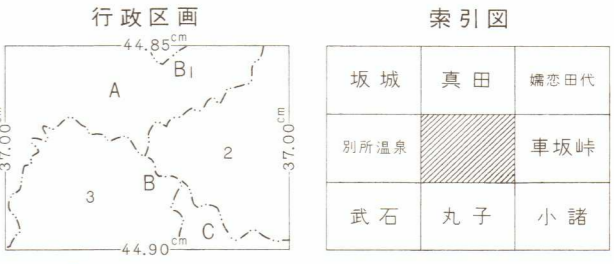 行政区画
44.85cm
A
B1
37.00cm
37.00cm
2
3
B
C
44.90cm
索引図
坂城 真田 嬬恋田代
別所温泉 車坂峠
武石 丸子 小諸